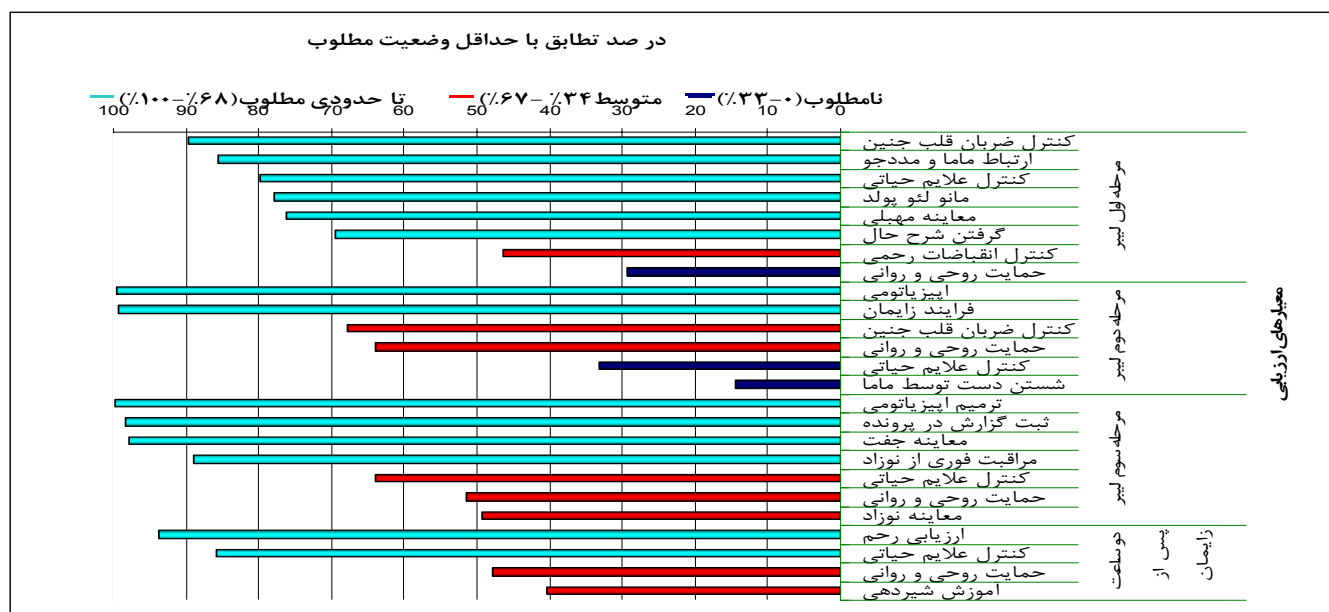 در صد تطابق با حداقل وضعیت مطلوب
نامطلوب(۰-۳۳٪) متوسط۳۴٪ -۶۷٪) تا حدودی مطلوب(۶۸٪-۱۰۰٪)
100 90 80 70 60 50 40 30 20 10 0
معیارهای ارزیابی
مرحله اول لیبر
کنترل ضربان قلب جنین
ارتباط ماما و مددجو
کنترل علایم حیاتی
مانو لئو پولد
معاینه مهبلی
گرفتن شرح حال
کنترل انقباضات رحمی
حمایت روحی و روانی
مرحله دوم لیبر
اپیزیاتومی
فرایند زایمان
کنترل ضربان قلب جنین
حمایت روحی و روانی
کنترل علایم حیاتی
شستن دست توسط ماما
مرحله سوم لیبر
ترمیم اپیزیاتومی
ثبت گزارش در پرونده
معاینه جفت
مراقبت فوری از نوزاد
کنترل علایم حیاتی
حمایت روحی و روانی
معاینه نوزاد
دو ساعت
پس از
زایمان
ارزیابی رحم
کنترل علایم حیاتی
حمایت روحی و روانی
اموزش شیردهی